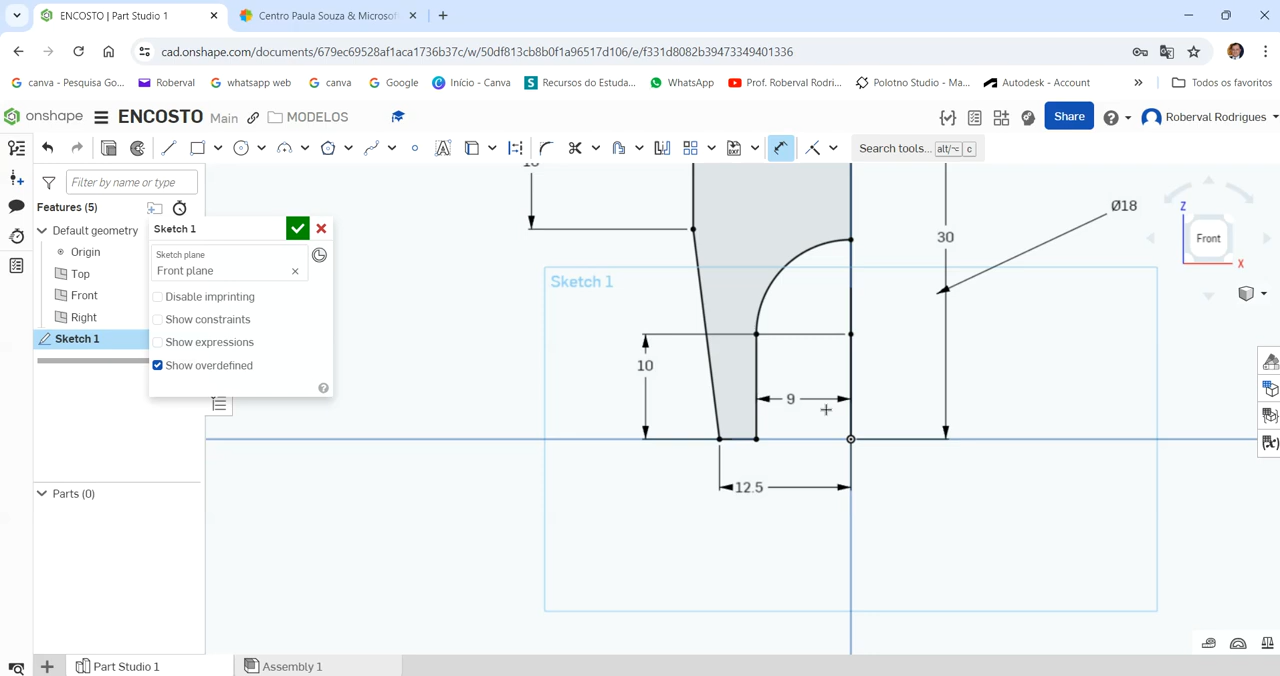 ENCOSTO | Part Studio 1
Centro Paula Souza & Microsof
cad.onshape.com/documents/679ec69528af1aca1736b37c/w/50df813cb8b0f1a96517d106/e/f331d8082b39473349401336
canva - Pesquisa Go...
Roberval
whatsapp web
canva
Google
Início - Canva
Recursos do Estuda...
WhatsApp
Prof. Roberval Rodri...
Polotno Studio - Ma...
Autodesk - Account
»
Todos os favoritos
onshape
ENCOSTO
Main
MODELOS
Share
Roberval Rodrigues
Search tools... alt/⌥ c
Filter by name or type
Features (5)
Default geometry
Origin
Top
Front
Right
Sketch 1
Parts (0)
Sketch 1
Sketch plane
Front plane
Disable imprinting
Show constraints
Show expressions
Show overdefined
Sketch 1
30
Ø18
10
9
12.5
Z
Front
X
Part Studio 1
Assembly 1